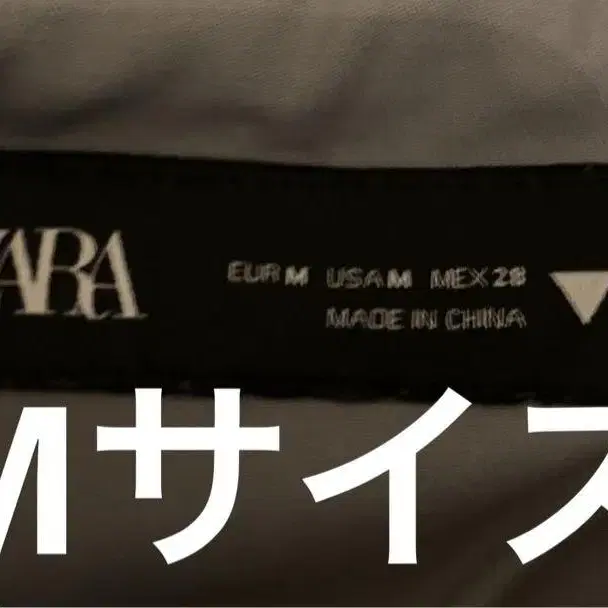 ZARA
EUR M USA M MEX 28
MADE IN CHINA
Mサイズ